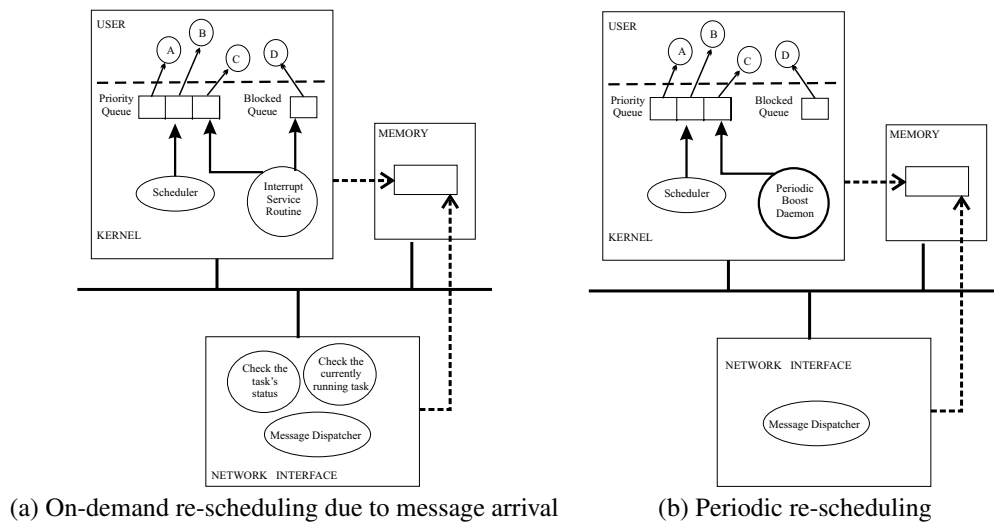 USER
A
B
C
D
Priority
Queue
Blocked
Queue
Scheduler
Interrupt
Service
Routine
KERNEL
MEMORY
Check the
task's
status
Check the
currently
running task
Message Dispatcher
NETWORK INTERFACE
(a) On-demand re-scheduling due to message arrival
USER
A
B
C
D
Priority
Queue
Blocked
Queue
Scheduler
Periodic
Boost
Daemon
KERNEL
MEMORY
NETWORK INTERFACE
Message Dispatcher
(b) Periodic re-scheduling